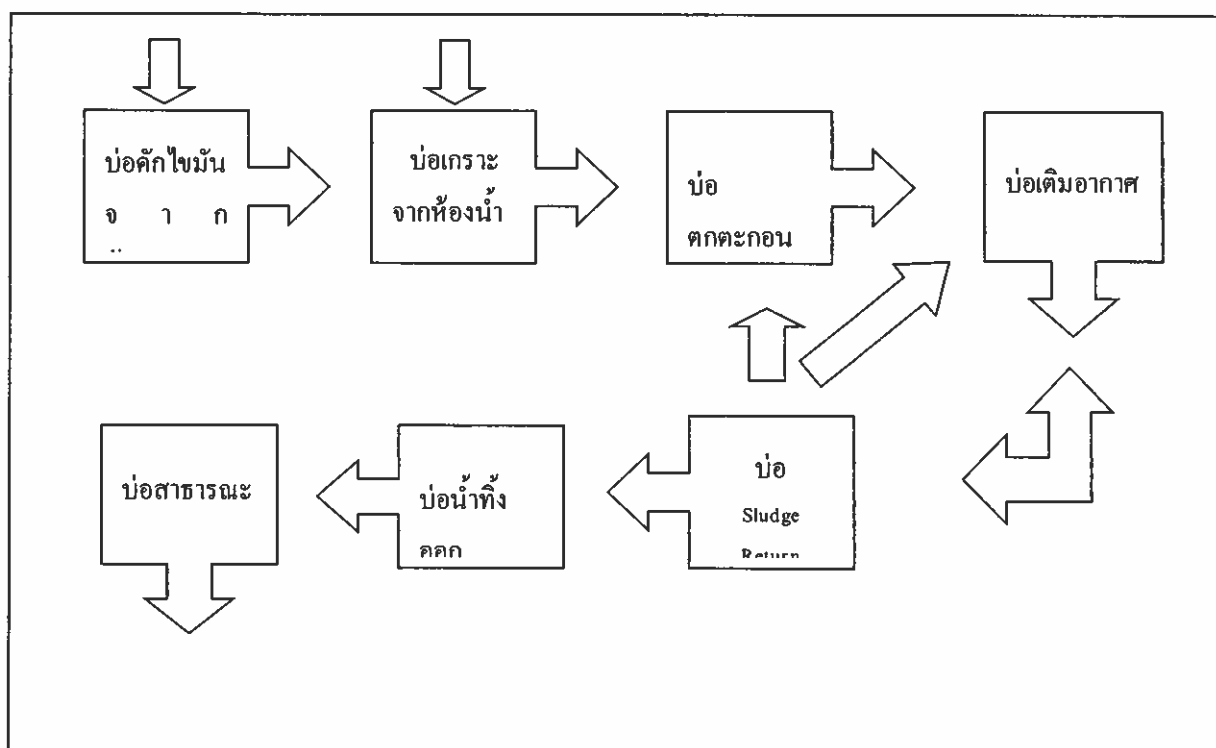 บ่อดักไขมัน
จ า ก
บ่อเกราะ
จากห้องน้ำ
บ่อ
ตกตะกอน
บ่อเติมอากาศ
บ่อสาธารณะ
บ่อน้ำทิ้ง
บ่อ
Sludge
Return